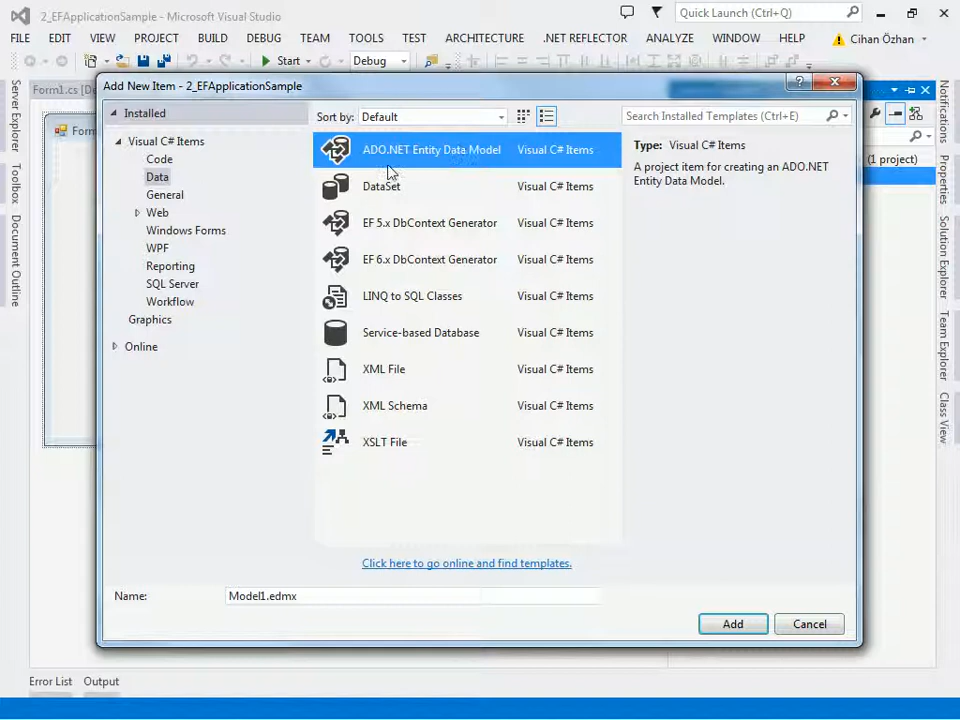 2_EFApplicationSample - Microsoft Visual Studio
Quick Launch (Ctrl+Q)
FILE EDIT VIEW PROJECT BUILD DEBUG TEAM TOOLS TEST ARCHITECTURE .NET REFLECTOR ANALYZE WINDOW HELP Cihan Özhan
Start Debug
Form1.cs [De
Add New Item - 2_EFApplicationSample
Installed
Sort by: Default
Search Installed Templates (Ctrl+E)
Visual C# Items
Code
Data
General
Web
Windows Forms
WPF
Reporting
SQL Server
Workflow
Graphics
Online
ADO.NET Entity Data Model Visual C# Items
DataSet Visual C# Items
EF 5.x DbContext Generator Visual C# Items
EF 6.x DbContext Generator Visual C# Items
LINQ to SQL Classes Visual C# Items
Service-based Database Visual C# Items
XML File Visual C# Items
XML Schema Visual C# Items
XSLT File Visual C# Items
Type: Visual C# Items
A project item for creating an ADO.NET
Entity Data Model.
Click here to go online and find templates.
Name: Model1.edmx
Add Cancel
Form
(1 project)
Server Explorer
Toolbox
Document Outline
Notifications
Properties
Solution Explorer
Team Explorer
Class View
Error List Output